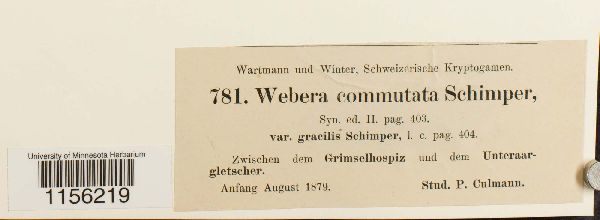 Wartmann und Winter, Schweizerische Kryptogamen.
781. Webera commutata Schimper,
Syn. ed. II. pag. 403.
var. gracilis Schimper, l. c. pag. 404.
Zwischen dem Grimselhospiz und dem Unteraar-
gletscher.
Anfang August 1879. Stud. P. Culmann.
University of Minnesota Herbarium
1156219